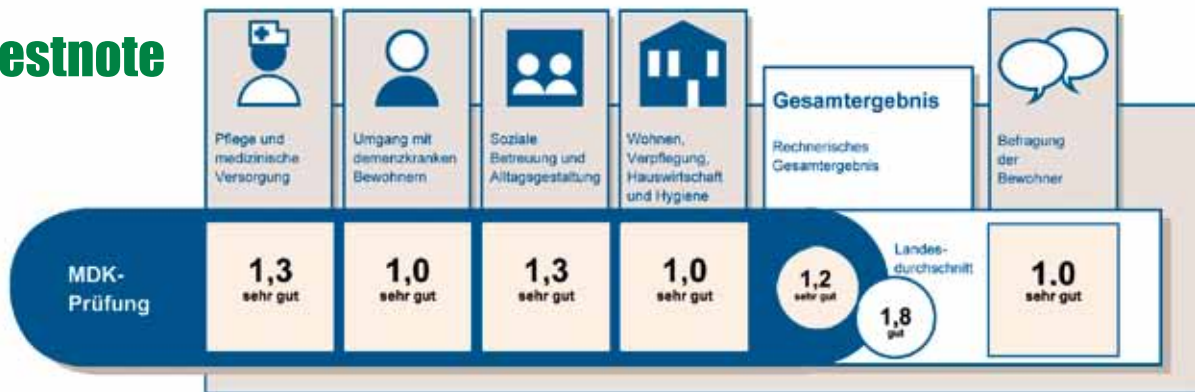 estnote
Pflege und
medizinische
Versorgung
Umgang mit
demenzkranken
Bewohnern
Soziale
Betreuung und
Alltagsgestaltung
Wohnen,
Verpflegung,
Hauswirtschaft
und Hygiene
Gesamtergebnis
Rechnerisches
Gesamtergebnis
Befragung
der
Bewohner
MDK-
Prüfung
1,3
sehr gut
1,0
sehr gut
1,3
sehr gut
1,0
sehr gut
1,2
sehr gut
Landes-
durchschnitt
1,8
gut
1.0
sehr gut